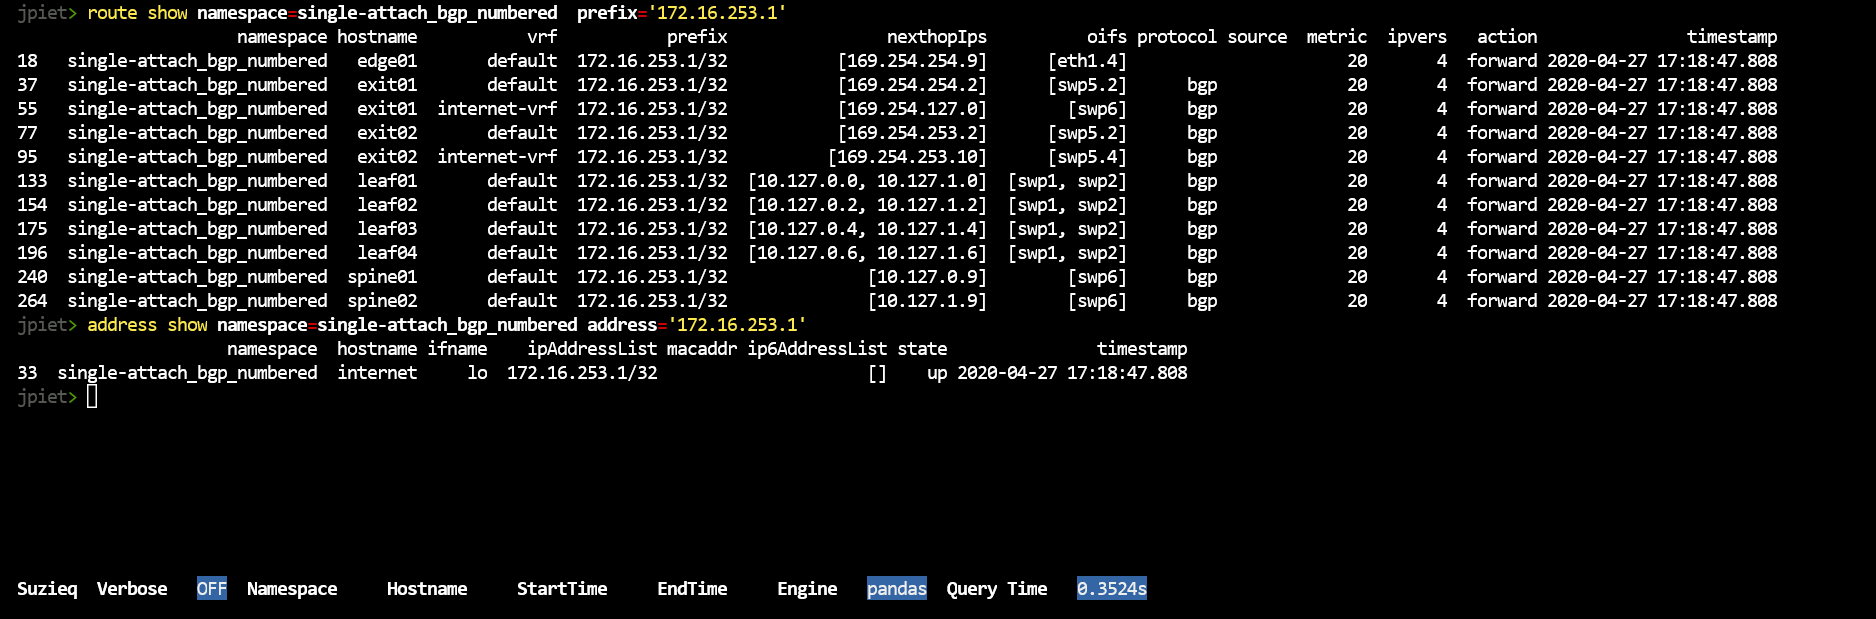 jpiet> route show namespace=single-attach_bgp_numbered  prefix='172.16.253.1'
namespace hostname vrf prefix nexthopIps oifs protocol source metric ipvers action timestamp
18 single-attach_bgp_numbered edge01 default 172.16.253.1/32 [169.254.254.9] [eth1.4] 20 4 forward 2020-04-27 17:18:47.808
37 single-attach_bgp_numbered exit01 default 172.16.253.1/32 [169.254.254.2] [swp5.2] bgp 20 4 forward 2020-04-27 17:18:47.808
55 single-attach_bgp_numbered exit01 internet-vrf 172.16.253.1/32 [169.254.127.0] [swp6] bgp 20 4 forward 2020-04-27 17:18:47.808
77 single-attach_bgp_numbered exit02 default 172.16.253.1/32 [169.254.253.2] [swp5.2] bgp 20 4 forward 2020-04-27 17:18:47.808
95 single-attach_bgp_numbered exit02 internet-vrf 172.16.253.1/32 [169.254.253.10] [swp5.4] bgp 20 4 forward 2020-04-27 17:18:47.808
133 single-attach_bgp_numbered leaf01 default 172.16.253.1/32 [10.127.0.0, 10.127.1.0] [swp1, swp2] bgp 20 4 forward 2020-04-27 17:18:47.808
154 single-attach_bgp_numbered leaf02 default 172.16.253.1/32 [10.127.0.2, 10.127.1.2] [swp1, swp2] bgp 20 4 forward 2020-04-27 17:18:47.808
175 single-attach_bgp_numbered leaf03 default 172.16.253.1/32 [10.127.0.4, 10.127.1.4] [swp1, swp2] bgp 20 4 forward 2020-04-27 17:18:47.808
196 single-attach_bgp_numbered leaf04 default 172.16.253.1/32 [10.127.0.6, 10.127.1.6] [swp1, swp2] bgp 20 4 forward 2020-04-27 17:18:47.808
240 single-attach_bgp_numbered spine01 default 172.16.253.1/32 [10.127.0.9] [swp6] bgp 20 4 forward 2020-04-27 17:18:47.808
264 single-attach_bgp_numbered spine02 default 172.16.253.1/32 [10.127.1.9] [swp6] bgp 20 4 forward 2020-04-27 17:18:47.808
jpiet> address show namespace=single-attach_bgp_numbered address='172.16.253.1'
namespace hostname ifname ipAddressList macaddr ip6AddressList state timestamp
33 single-attach_bgp_numbered internet lo 172.16.253.1/32 [] up 2020-04-27 17:18:47.808
jpiet>
Suzieq Verbose OFF Namespace Hostname StartTime EndTime Engine pandas Query Time 0.3524s